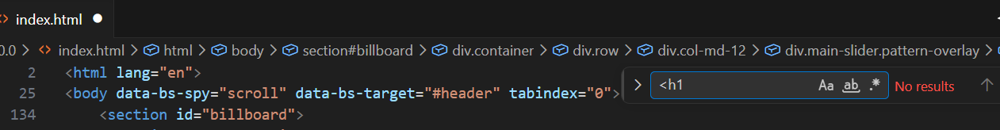 index.html
0.0 > index.html > html > body > section#billboard > div.container > div.row > div.col-md-12 > div.main-slider.pattern-overlay >
2 <html lang="en">
25 <body data-bs-spy="scroll" data-bs-target="#header" tabindex="0">
<h1 Aa ab .* No results
134 <section id="billboard">